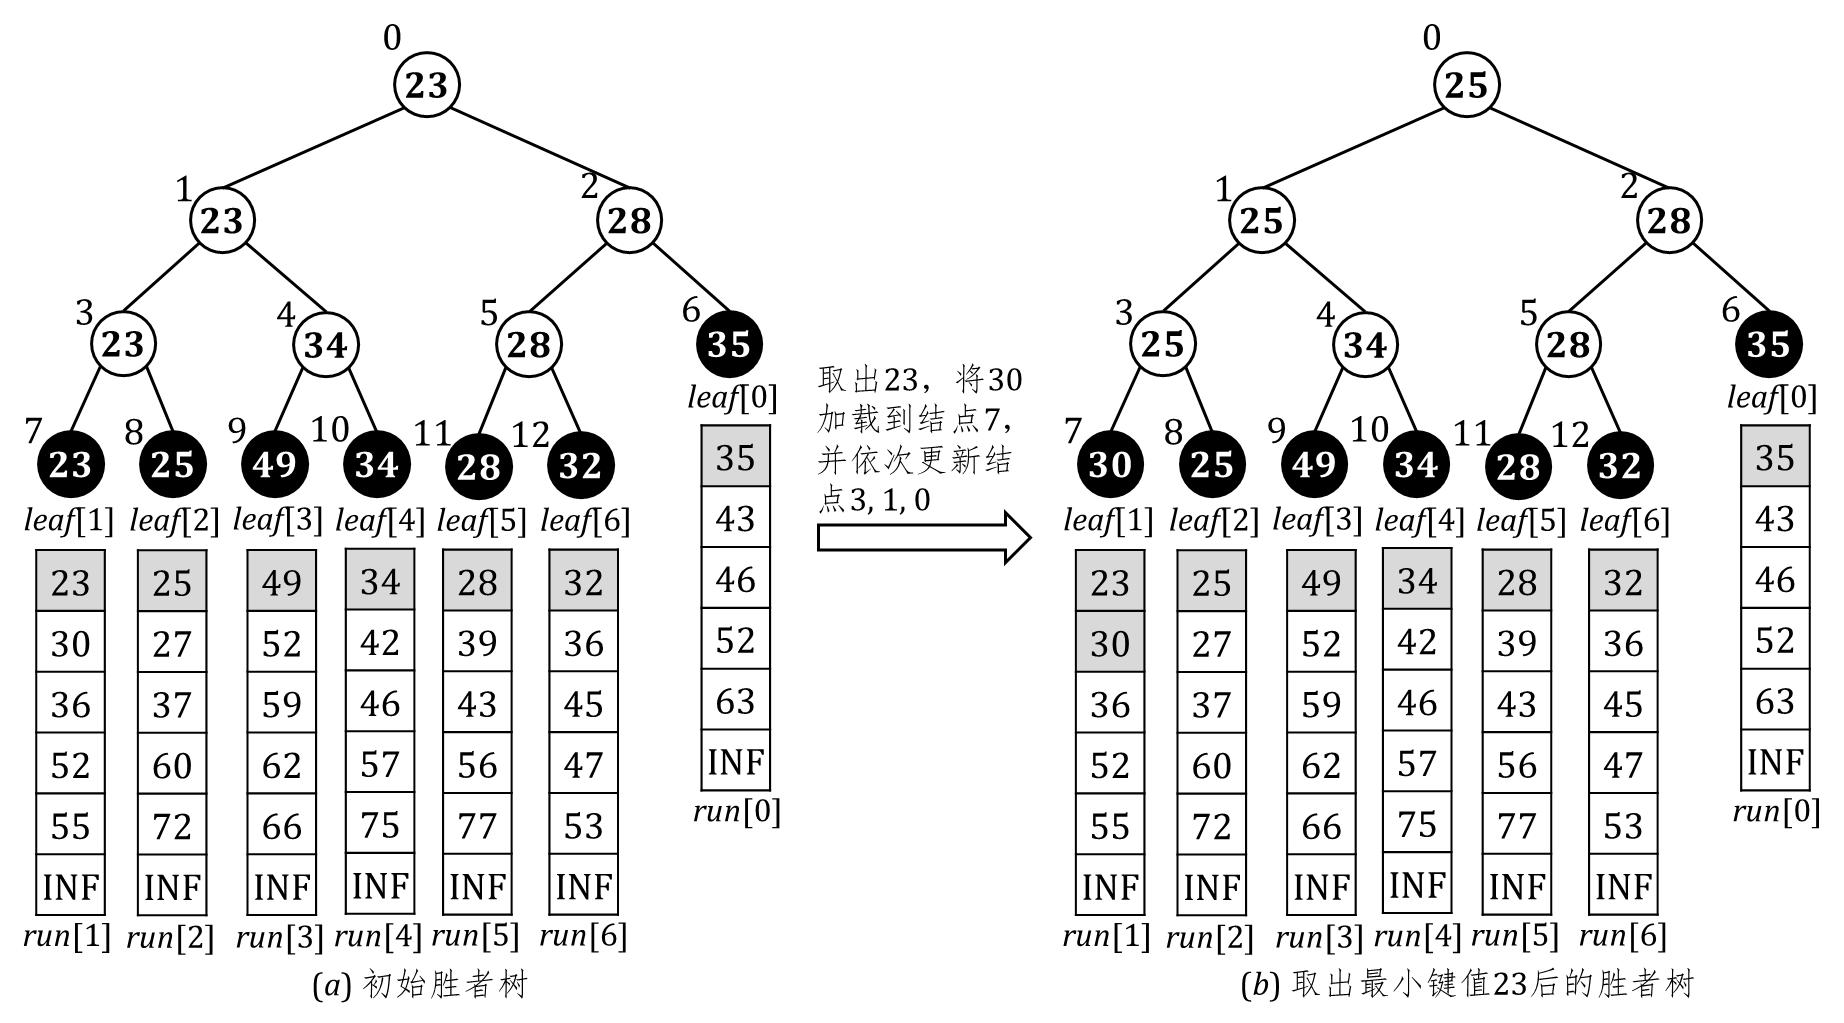 0
23
1
23
2
28
3
23
4
34
5
28
6
35
leaf[0]
7
23
8
25
9
49
10
34
11
28
12
32
leaf[1] leaf[2] leaf[3] leaf[4] leaf[5] leaf[6]
23 25 49 34 28 32
30 27 52 42 39 36
36 37 59 46 43 45
52 60 62 57 56 47
55 72 66 75 77 53
INF INF INF INF INF INF
run[1] run[2] run[3] run[4] run[5] run[6]
35
43
46
52
63
INF
run[0]
(a) 初始胜者树
取出23，将30
加载到结点7，
并依次更新结
点3, 1, 0
0
25
1
25
2
28
3
25
4
34
5
28
6
35
leaf[0]
7
30
8
25
9
49
10
34
11
28
12
32
leaf[1] leaf[2] leaf[3] leaf[4] leaf[5] leaf[6]
23 25 49 34 28 32
30 27 52 42 39 36
36 37 59 46 43 45
52 60 62 57 56 47
55 72 66 75 77 53
INF INF INF INF INF INF
run[1] run[2] run[3] run[4] run[5] run[6]
35
43
46
52
63
INF
run[0]
(b) 取出最小键值23后的胜者树